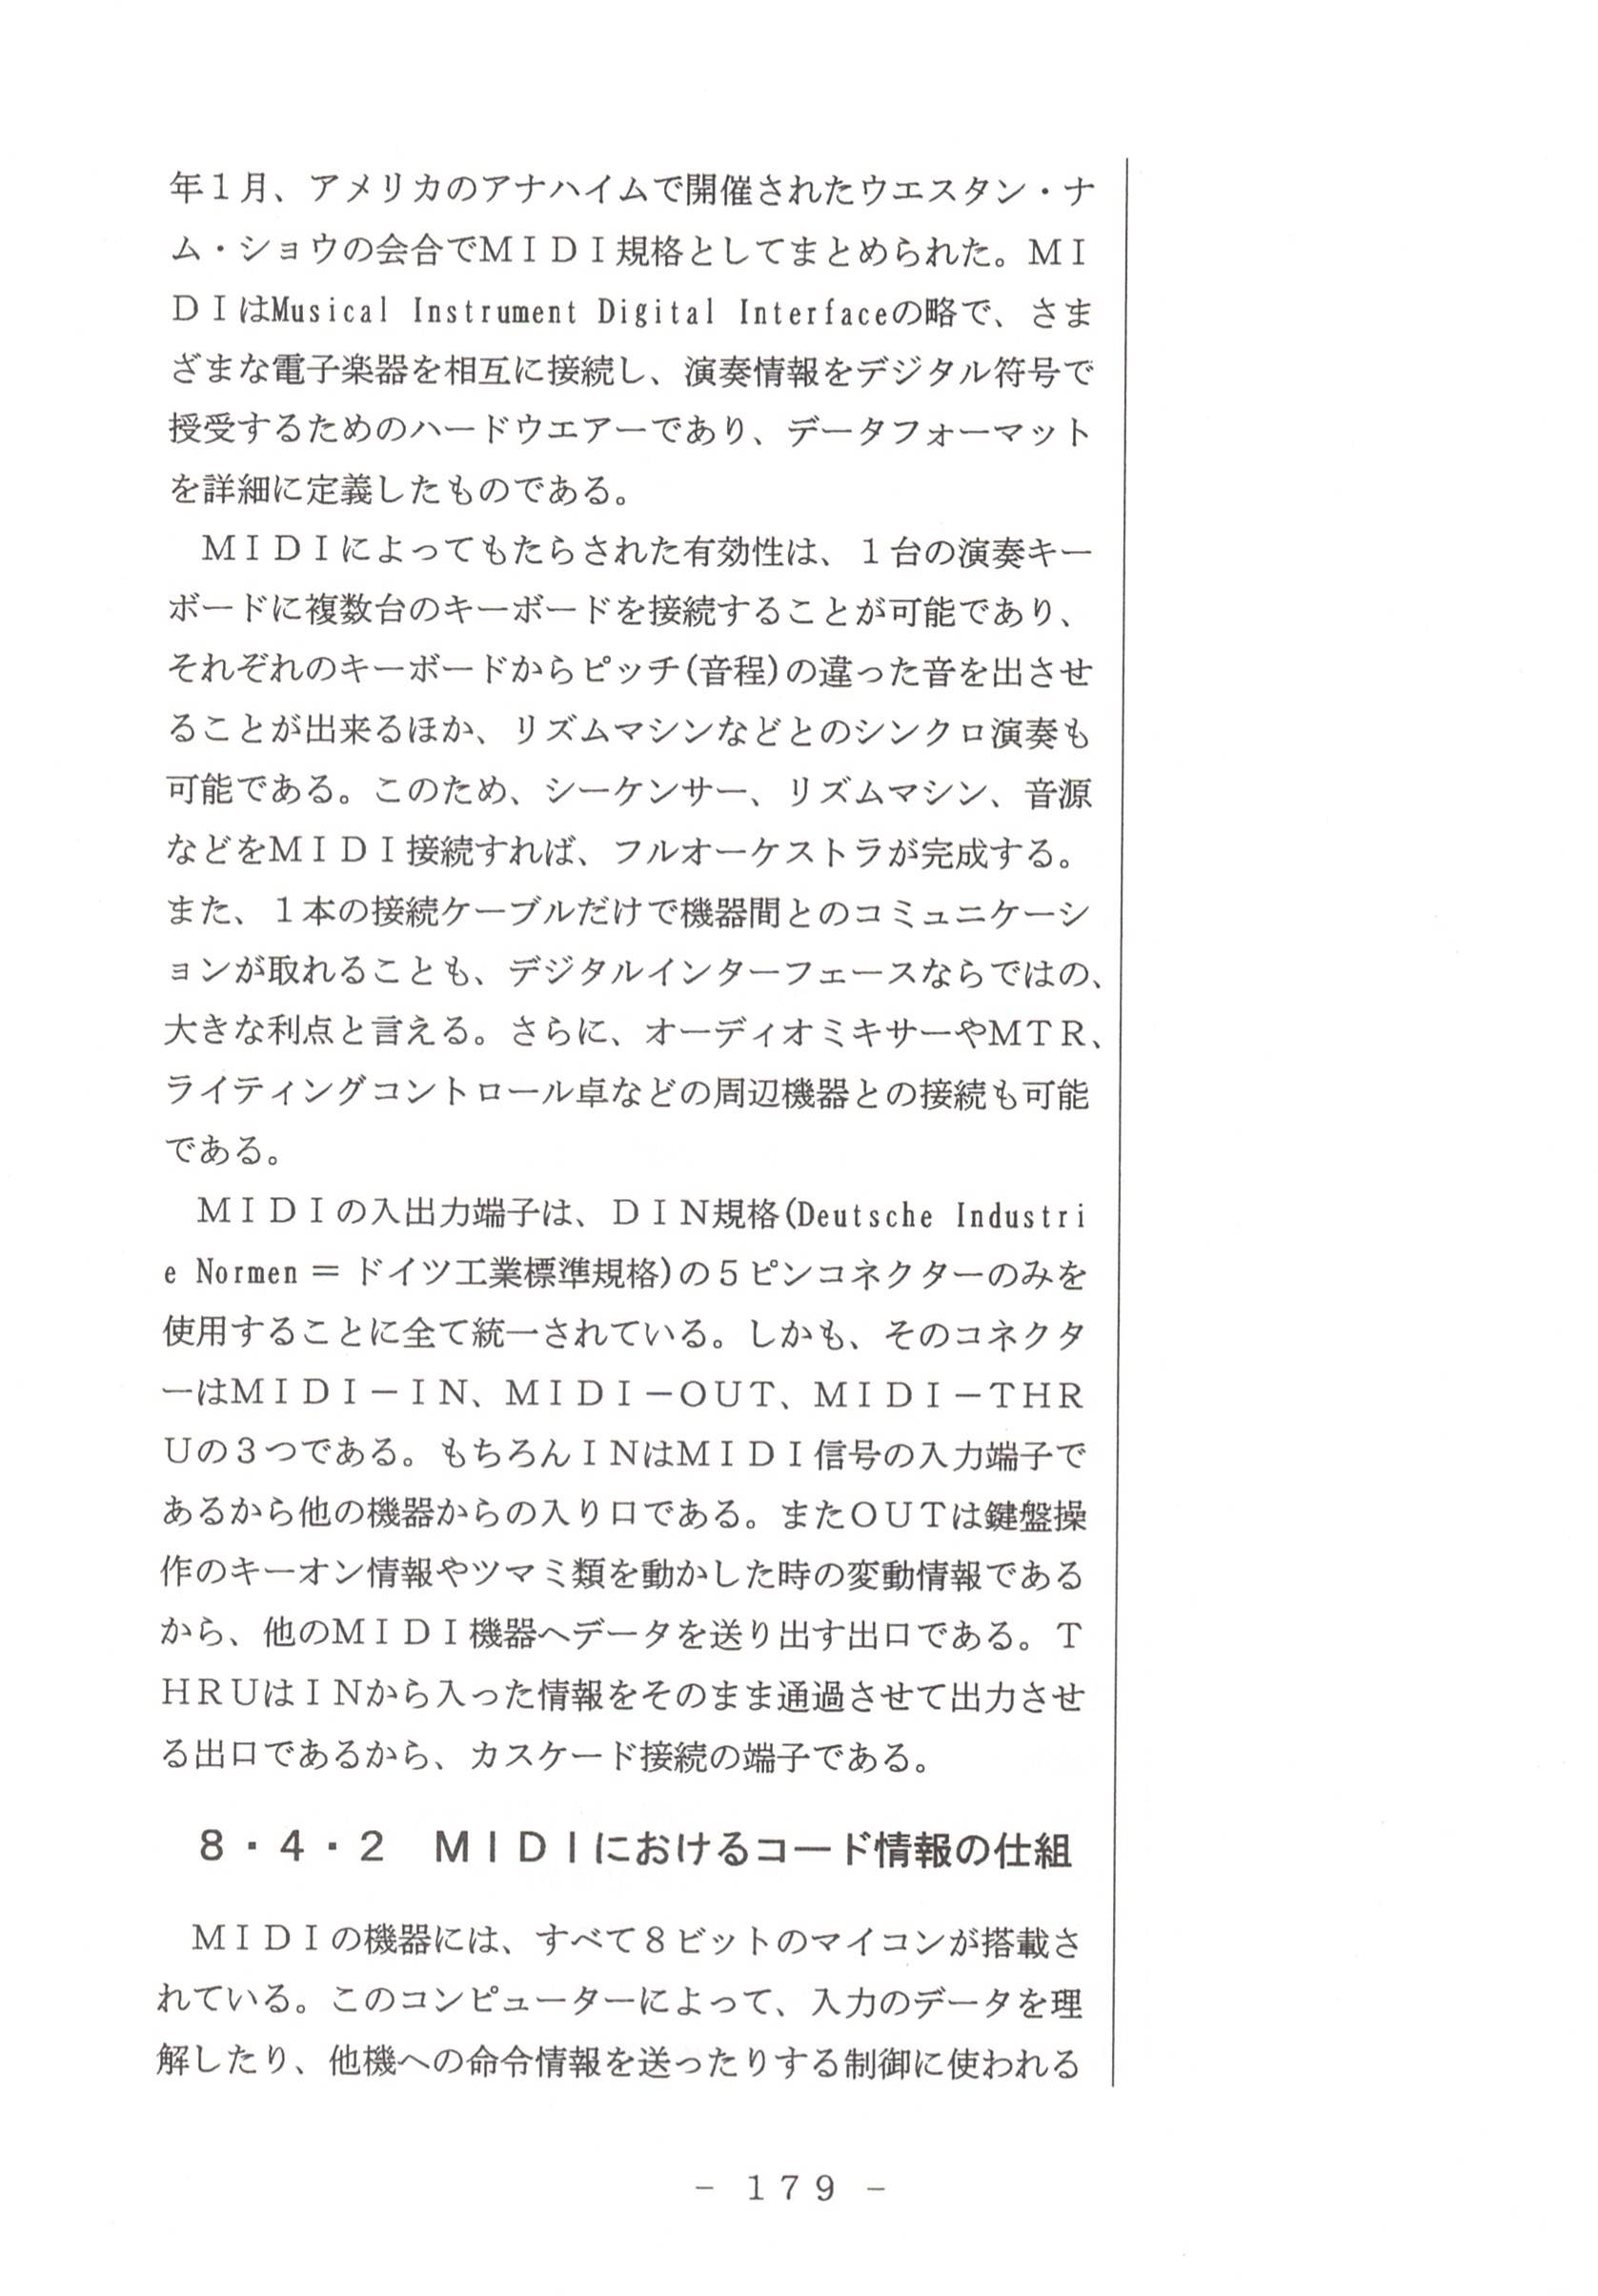 年１月、アメリカのアナハイムで開催されたウエスタン・ナ
ム・ショウの会合でＭＩＤＩ規格としてまとめられた。ＭＩ
ＤＩはMusical Instrument Digital Interfaceの略で、さま
ざまな電子楽器を相互に接続し、演奏情報をデジタル符号で
授受するためのハードウエアーであり、データフォーマット
を詳細に定義したものである。
　ＭＩＤＩによってもたらされた有効性は、１台の演奏キー
ボードに複数台のキーボードを接続することが可能であり、
それぞれのキーボードからピッチ(音程)の違った音を出させ
ることが出来るほか、リズムマシンなどとのシンクロ演奏も
可能である。このため、シーケンサー、リズムマシン、音源
などをＭＩＤＩ接続すれば、フルオーケストラが完成する。
また、１本の接続ケーブルだけで機器間とのコミュニケーシ
ョンが取れることも、デジタルインターフェースならではの、
大きな利点と言える。さらに、オーディオミキサーやＭＴＲ、
ライティングコントロール卓などの周辺機器との接続も可能
である。
　ＭＩＤＩの入出力端子は、ＤＩＮ規格(Deutsche Industri
e Normen ＝ ドイツ工業標準規格)の５ピンコネクターのみを
使用することに全て統一されている。しかも、そのコネクタ
ーはＭＩＤＩ－ＩＮ、ＭＩＤＩ－ＯＵＴ、ＭＩＤＩ－ＴＨＲ
Ｕの３つである。もちろんＩＮはＭＩＤＩ信号の入力端子で
あるから他の機器からの入り口である。またＯＵＴは鍵盤操
作のキーオン情報やツマミ類を動かした時の変動情報である
から、他のＭＩＤＩ機器へデータを送り出す出口である。Ｔ
ＨＲＵはＩＮから入った情報をそのまま通過させて出力させ
る出口であるから、カスケード接続の端子である。
８・４・２　ＭＩＤＩにおけるコード情報の仕組
　ＭＩＤＩの機器には、すべて８ビットのマイコンが搭載さ
れている。このコンピューターによって、入力のデータを理
解したり、他機への命令情報を送ったりする制御に使われる
－ １７９ －